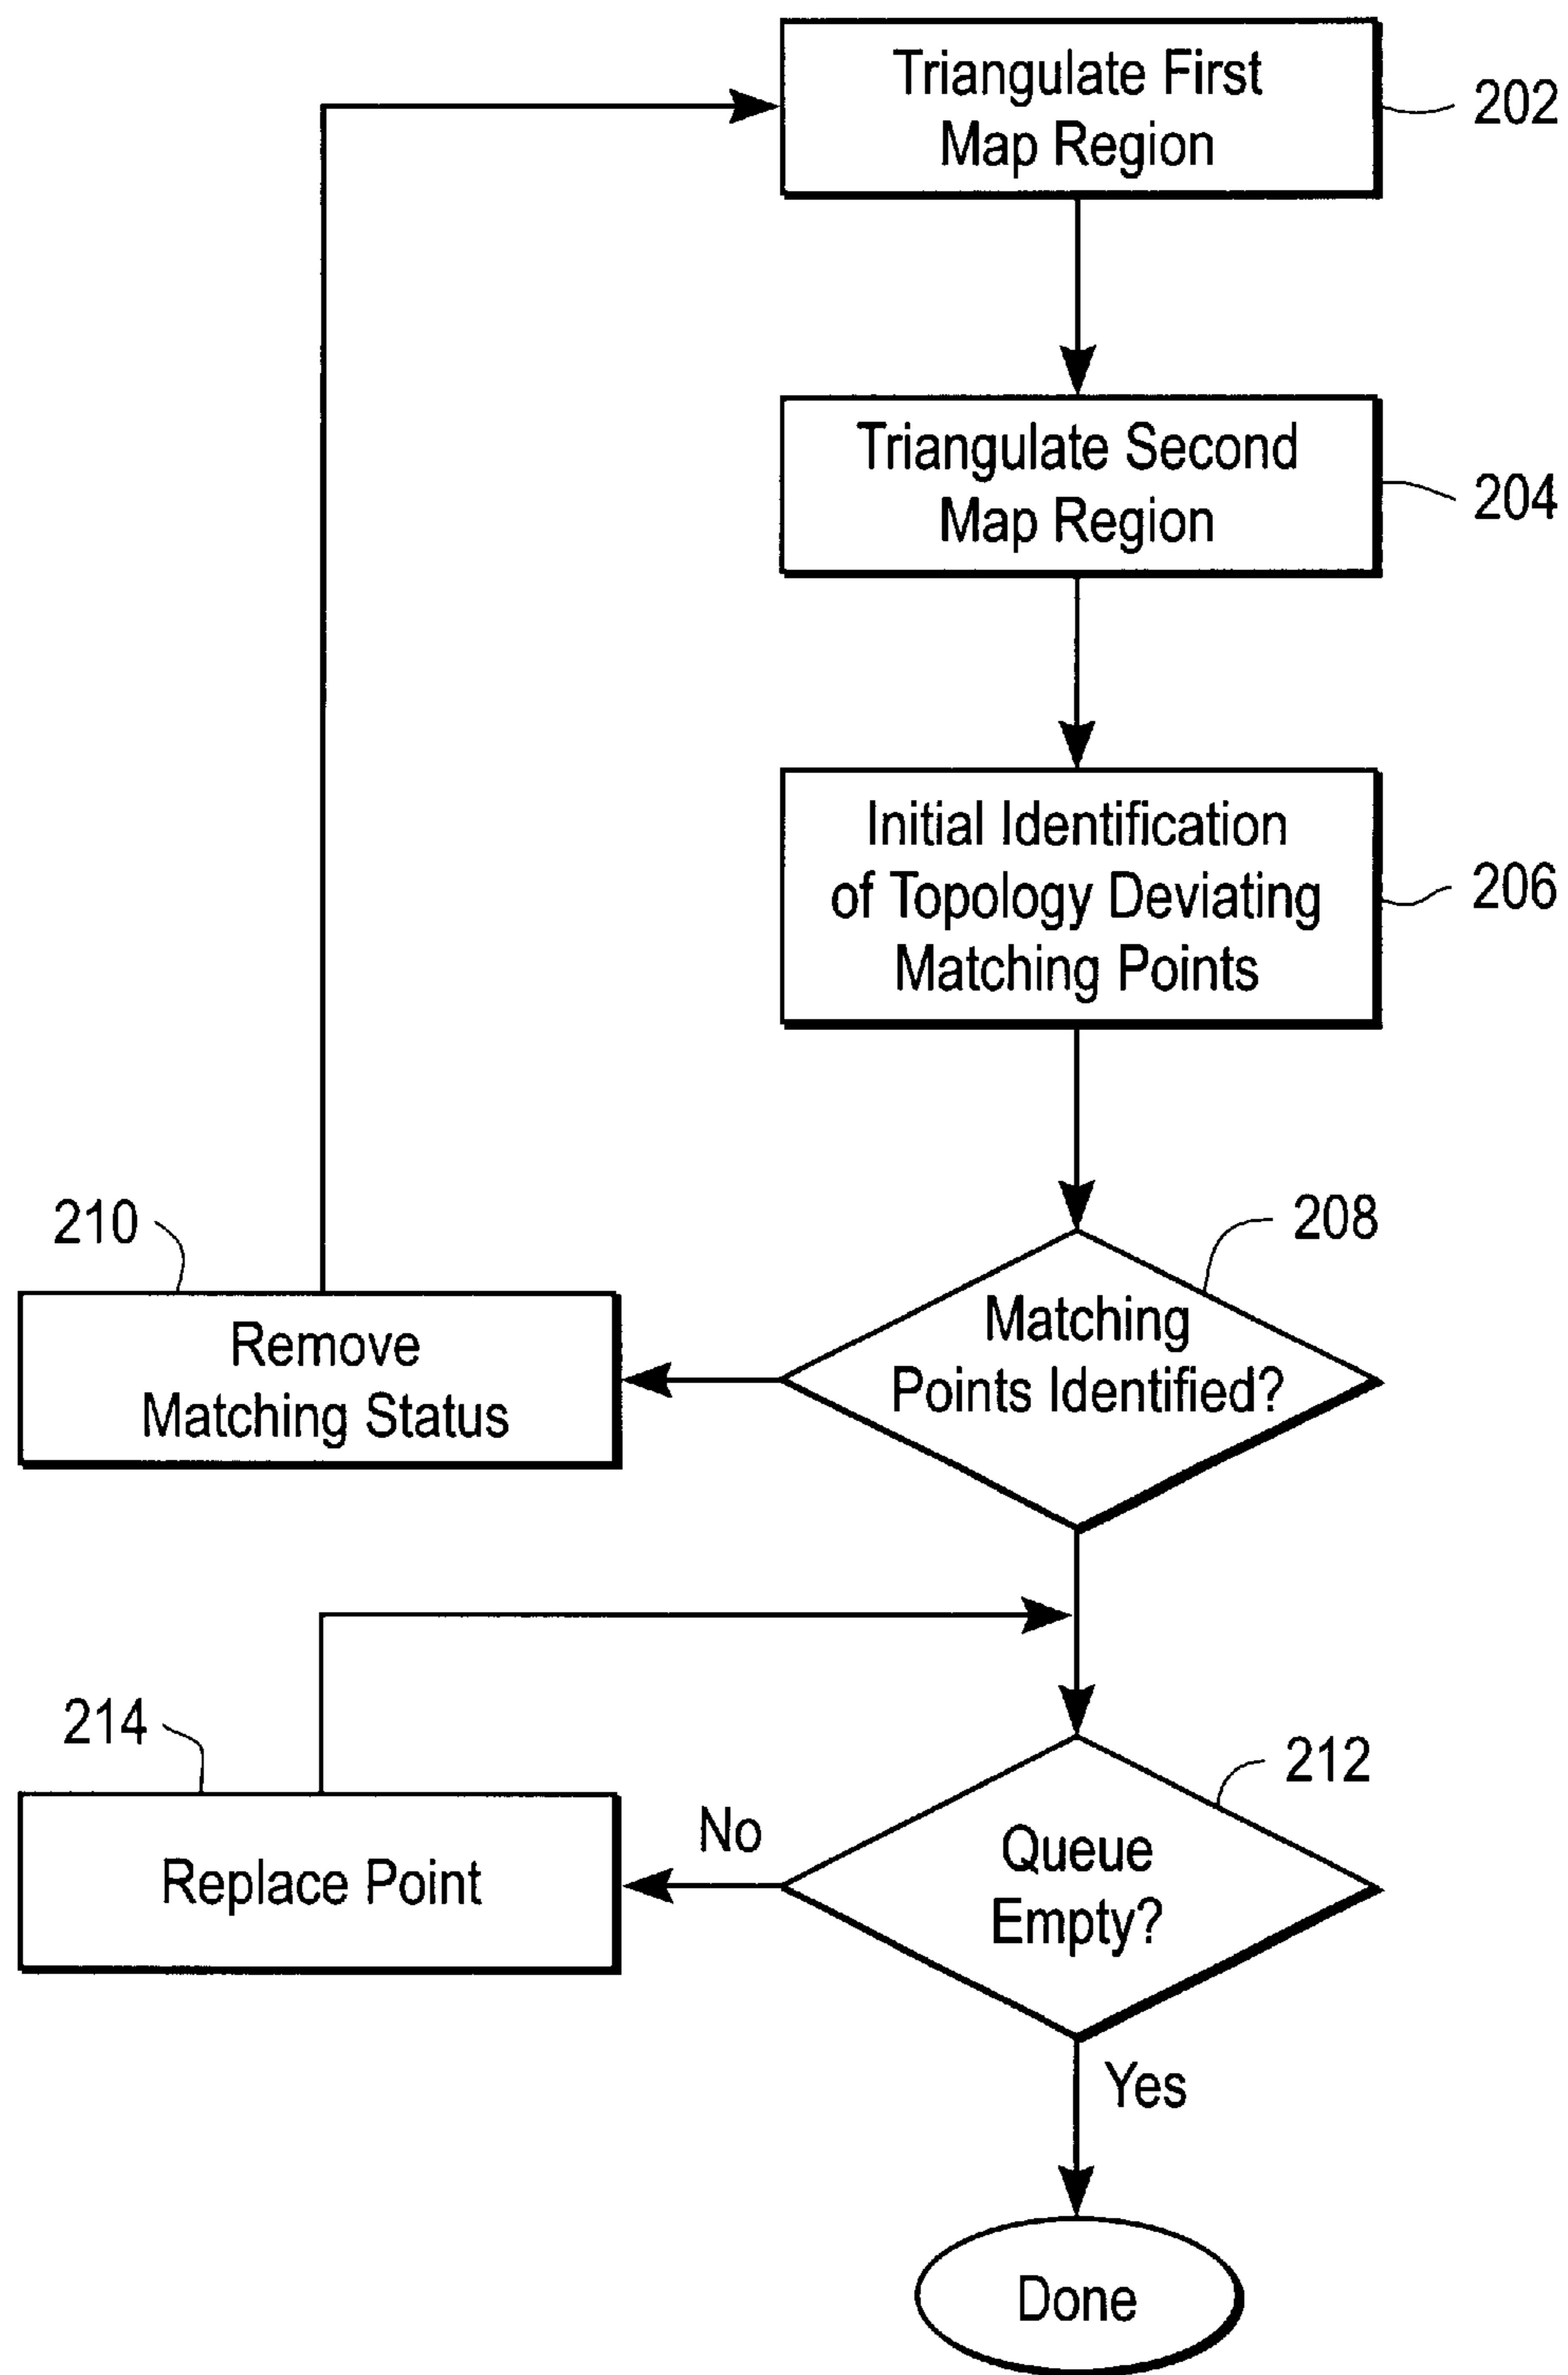 Triangulate First
Map Region
202
Triangulate Second
Map Region
204
Initial Identification
of Topology Deviating
Matching Points
206
210
208
Remove
Matching Status
Matching
Points Identified?
214
212
Replace Point
No
Queue
Empty?
Yes
Done